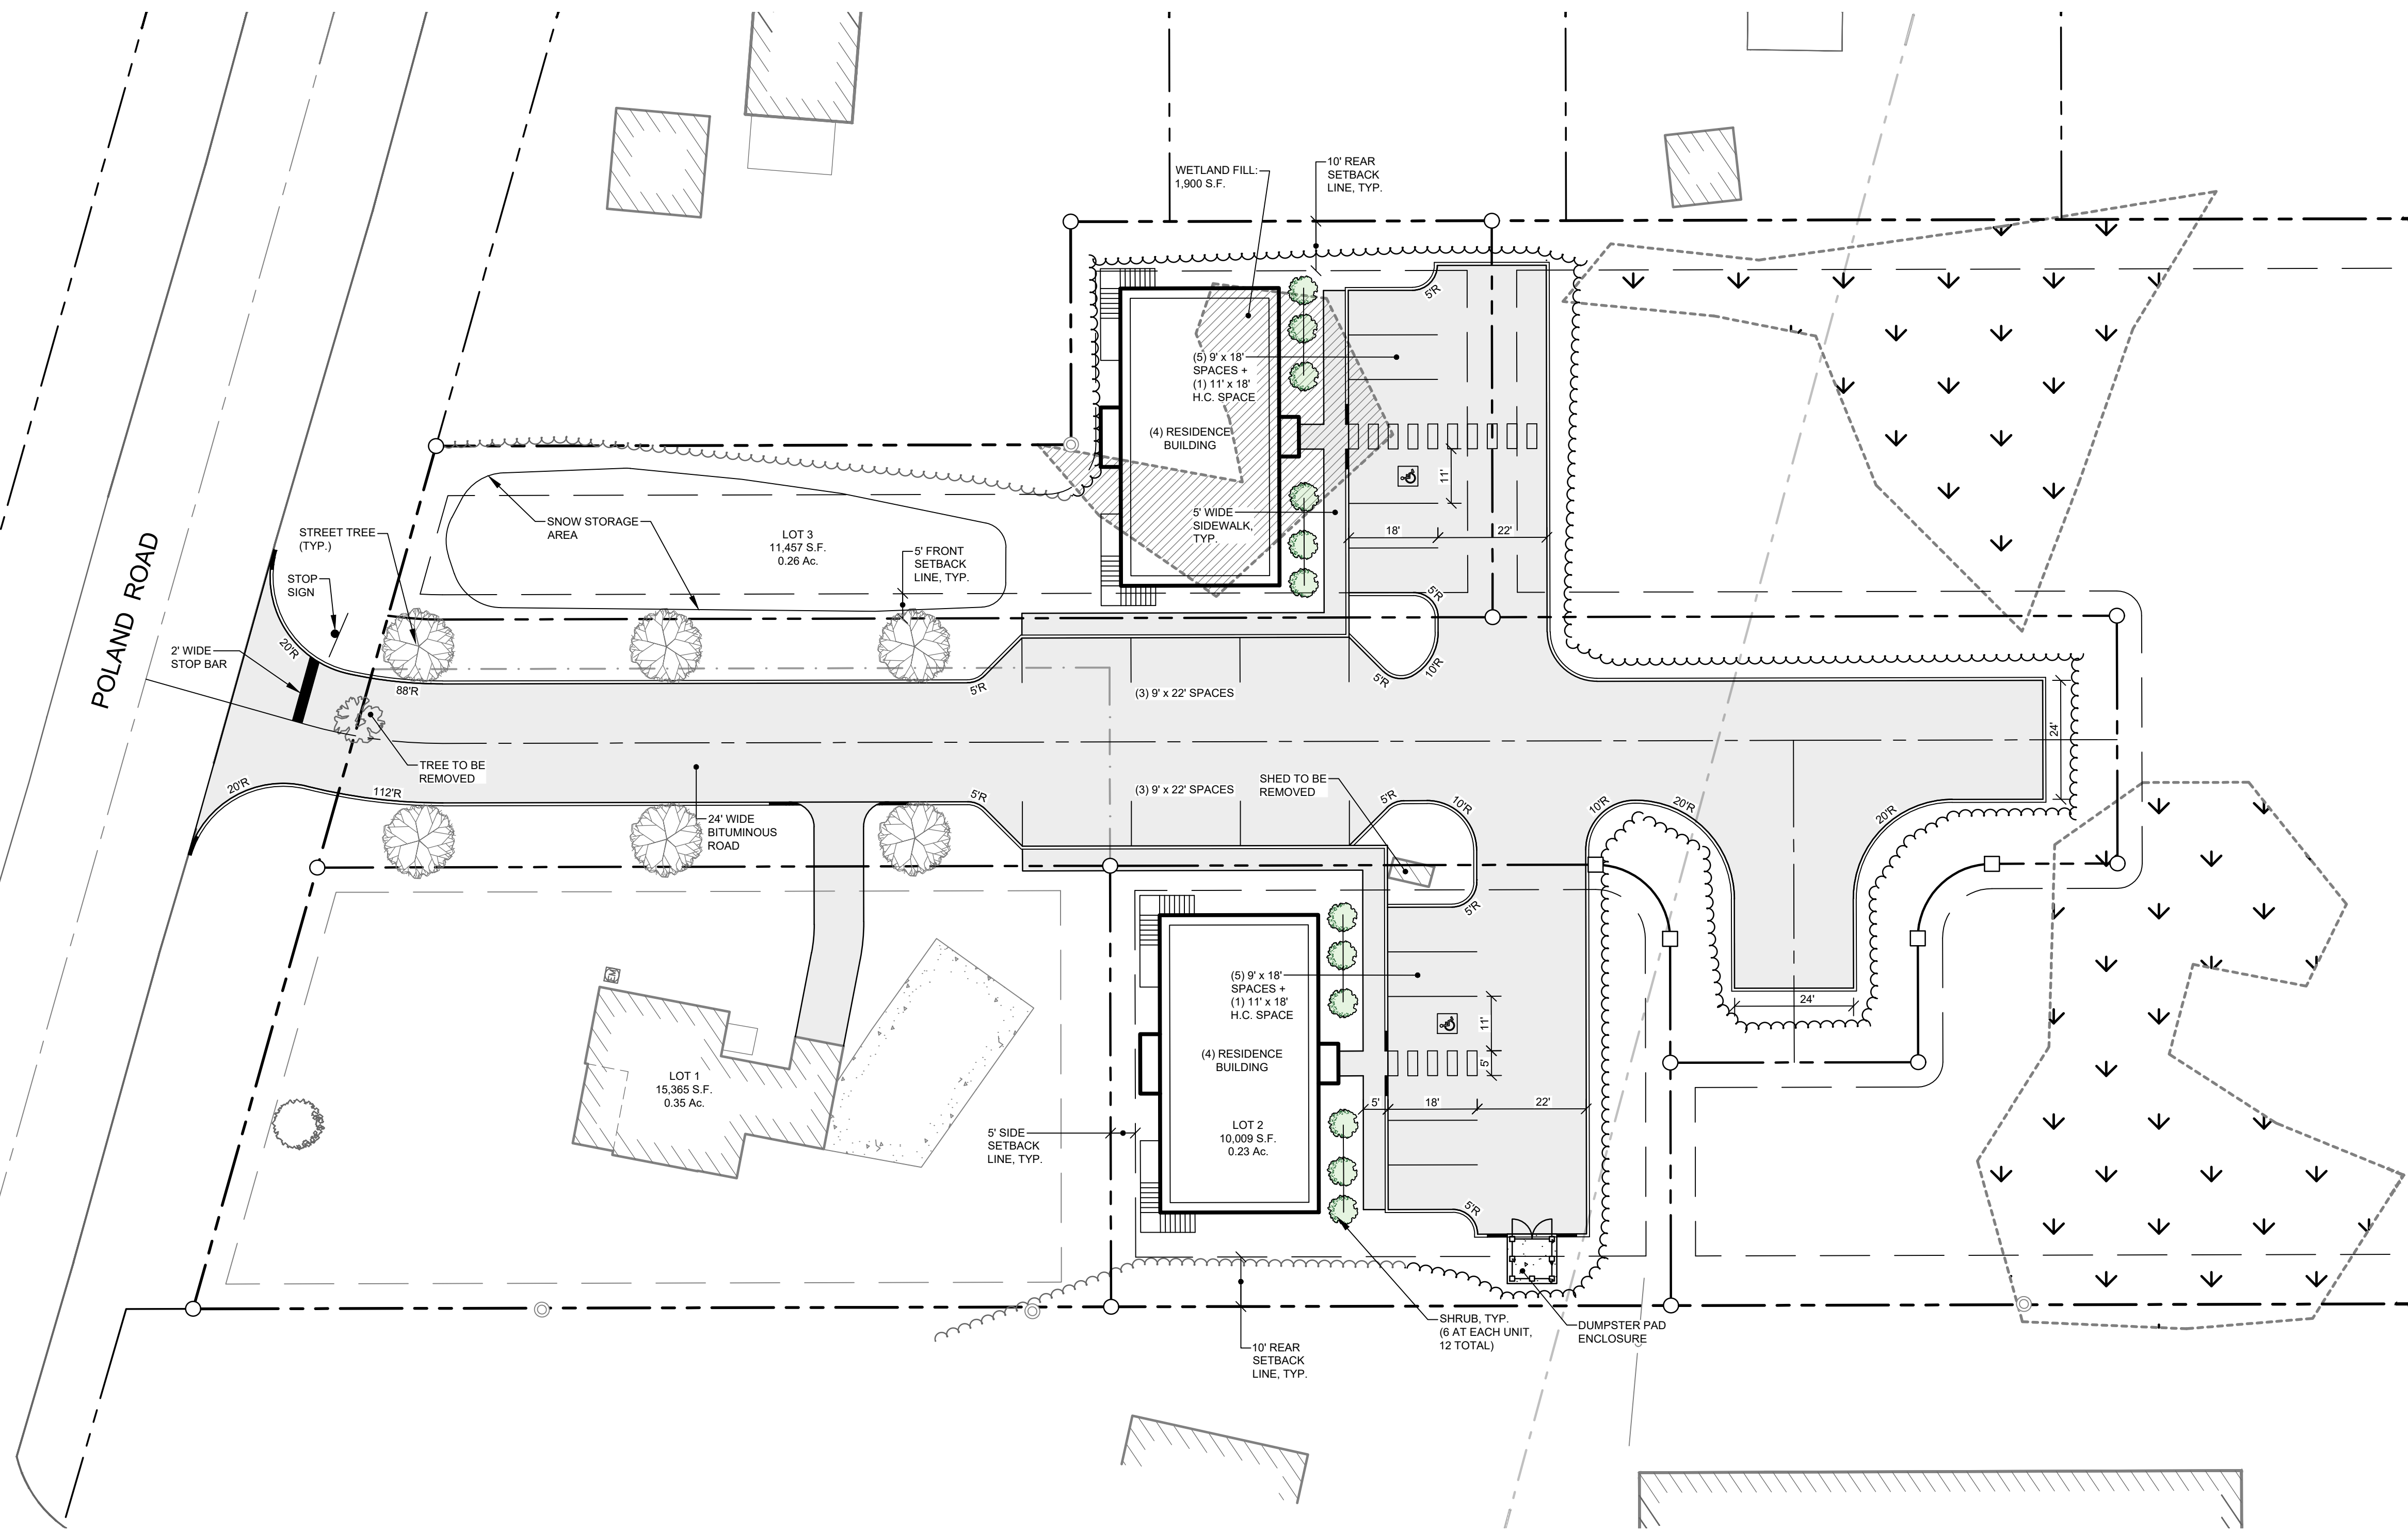 WETLAND FILL:
1,900 S.F.
10' REAR
SETBACK
LINE, TYP.
5'R
(5) 9' x 18'
SPACES +
(1) 11' x 18'
H.C. SPACE
(4) RESIDENCE
BUILDING
11'
5' WIDE
SIDEWALK,
TYP.
18'
22'
SNOW STORAGE
AREA
LOT 3
11,457 S.F.
0.26 Ac.
5' FRONT
SETBACK
LINE, TYP.
STREET TREE
(TYP.)
STOP
SIGN
POLAND ROAD
2' WIDE
STOP BAR
20'R
88'R
5'R
(3) 9' x 22' SPACES
5'R
5'R
10'R
24'
TREE TO BE
REMOVED
20'R
112'R
24' WIDE
BITUMINOUS
ROAD
5'R
(3) 9' x 22' SPACES
SHED TO BE
REMOVED
5'R
10'R
5'R
10'R
20'R
20'R
24'
EM
LOT 1
15,365 S.F.
0.35 Ac.
5' SIDE
SETBACK
LINE, TYP.
(5) 9' x 18'
SPACES +
(1) 11' x 18'
H.C. SPACE
(4) RESIDENCE
BUILDING
11'
5'
5'
18'
22'
LOT 2
10,009 S.F.
0.23 Ac.
5'R
SHRUB, TYP.
(6 AT EACH UNIT,
12 TOTAL)
DUMPSTER PAD
ENCLOSURE
10' REAR
SETBACK
LINE, TYP.